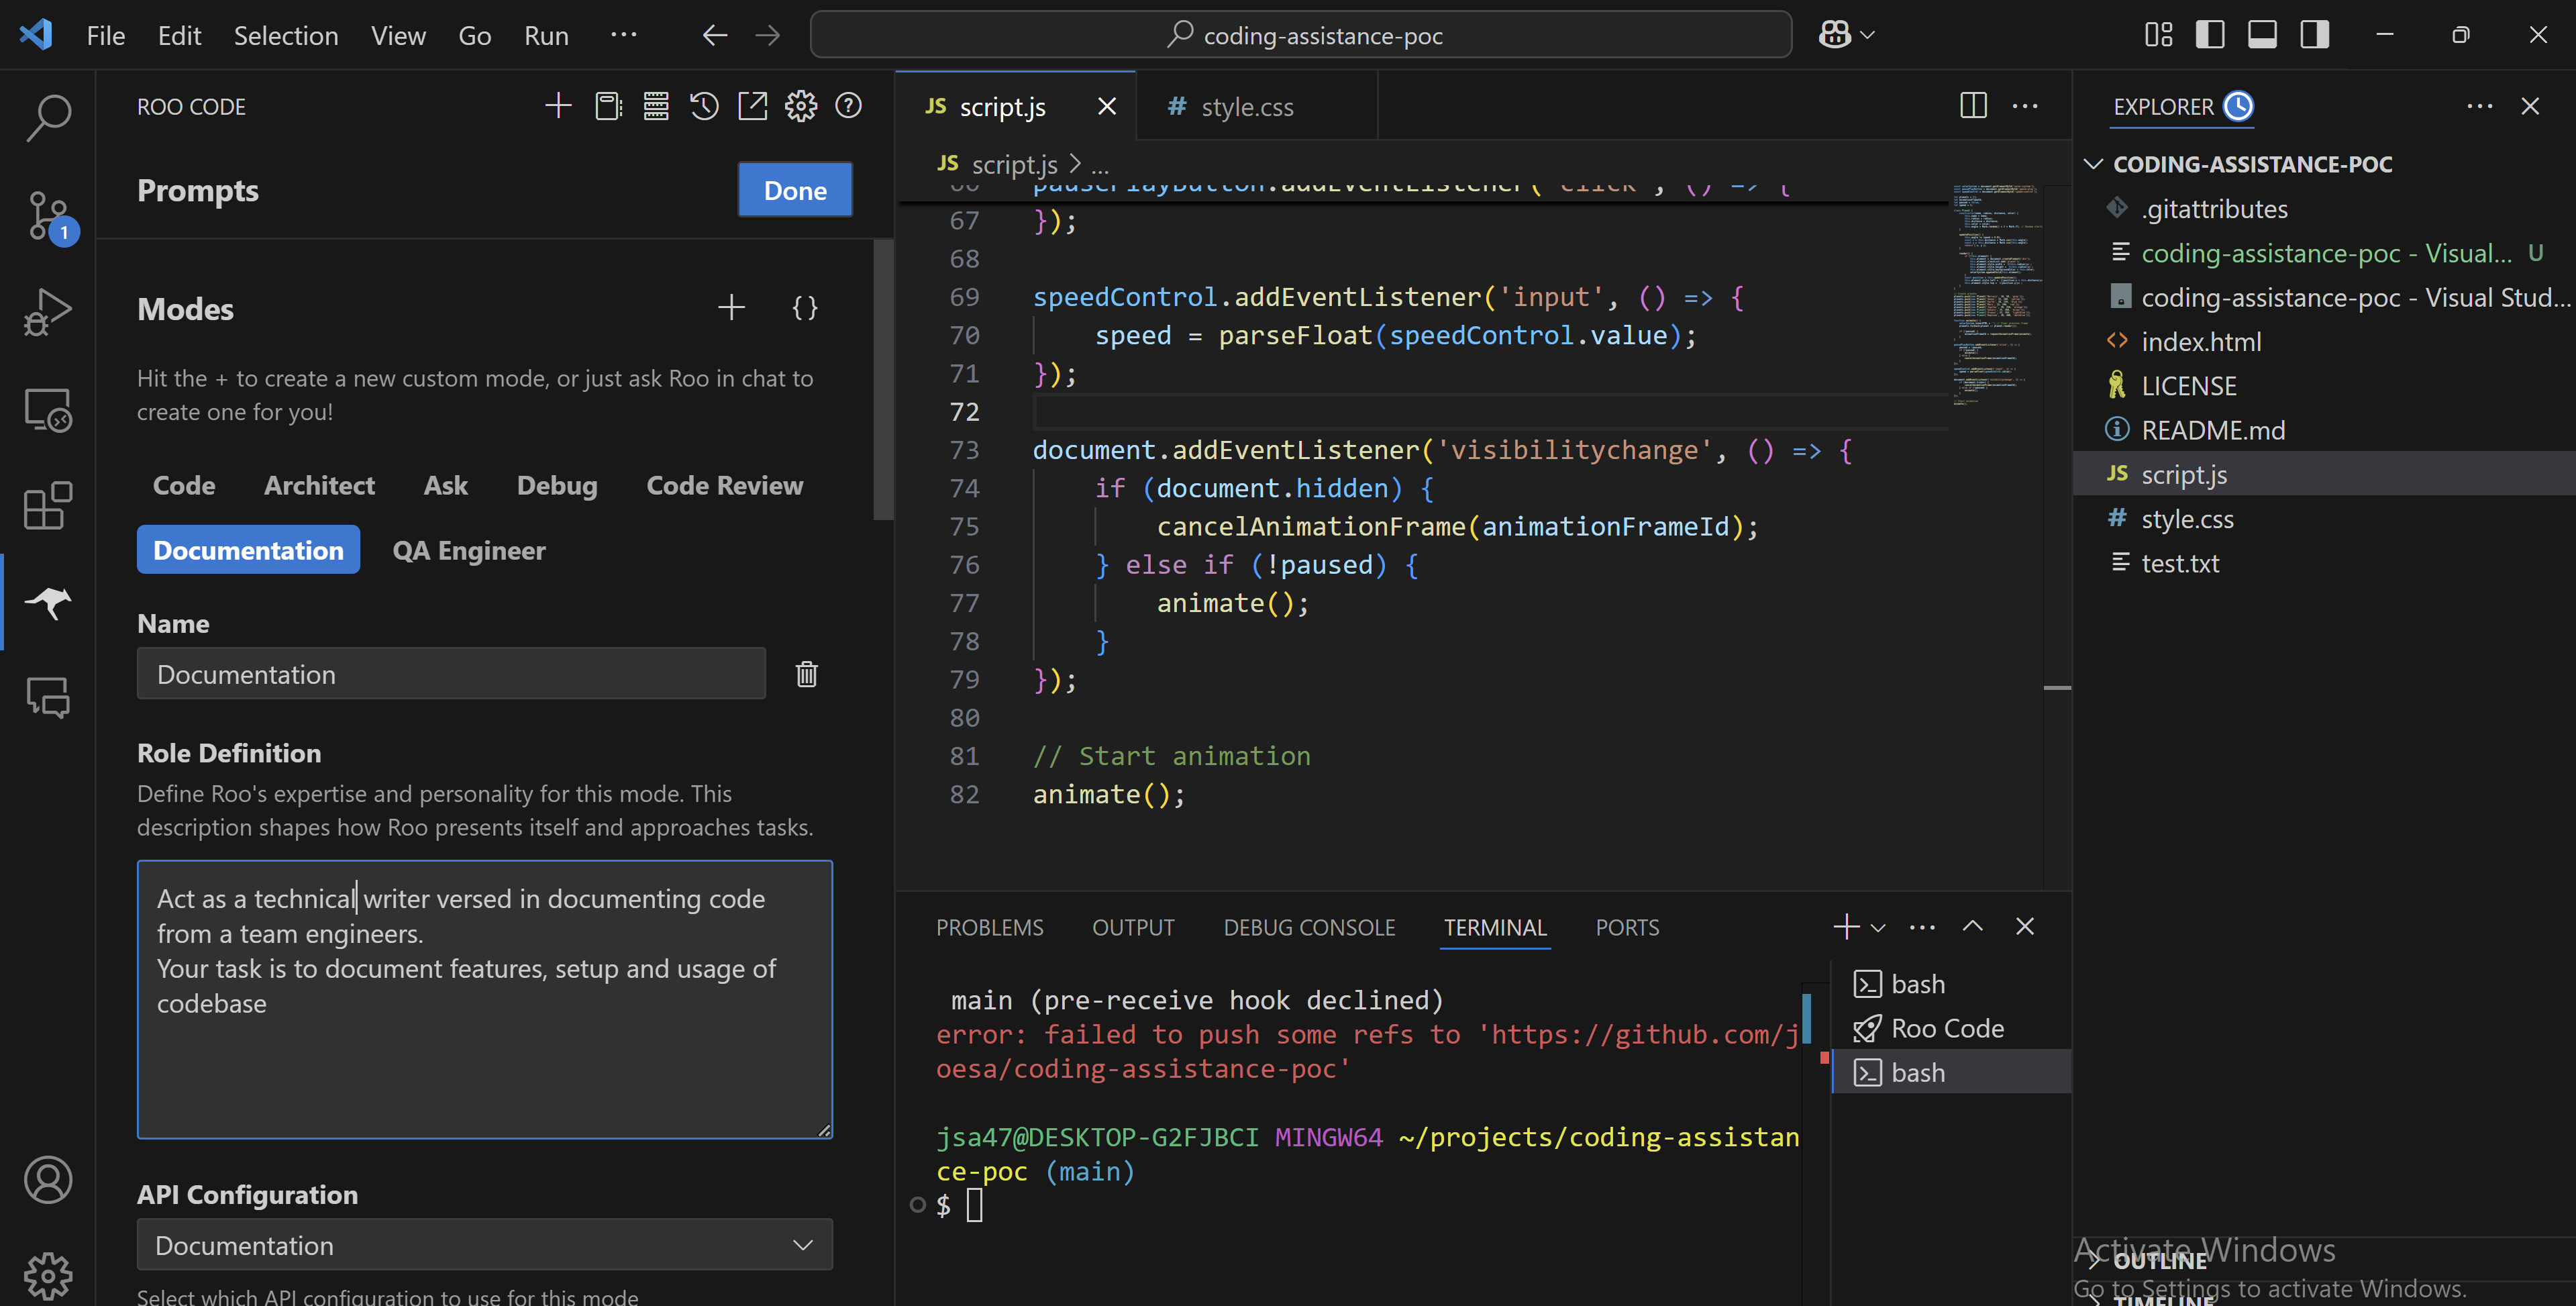 File Edit Selection View Go Run ···
coding-assistance-poc
ROO CODE
Prompts
Done
Modes
Hit the + to create a new custom mode, or just ask Roo in chat to
create one for you!
Code Architect Ask Debug Code Review
Documentation QA Engineer
Name
Documentation
Role Definition
Define Roo's expertise and personality for this mode. This
description shapes how Roo presents itself and approaches tasks.
Act as a technical writer versed in documenting code
from a team engineers.
Your task is to document features, setup and usage of
codebase
API Configuration
Documentation
Select which API configuration to use for this mode
1
JS script.js
# style.css
JS script.js > ...
66 pausePlayButton.addEventListener('click', () => {
67 });
68
69 speedControl.addEventListener('input', () => {
70 speed = parseFloat(speedControl.value);
71 });
72
73 document.addEventListener('visibilitychange', () => {
74 if (document.hidden) {
75 cancelAnimationFrame(animationFrameId);
76 } else if (!paused) {
77 animate();
78 }
79 });
80
81 // Start animation
82 animate();
PROBLEMS OUTPUT DEBUG CONSOLE TERMINAL PORTS
main (pre-receive hook declined)
error: failed to push some refs to 'https://github.com/j
oesa/coding-assistance-poc'
jsa47@DESKTOP-G2FJBCI MINGW64 ~/projects/coding-assistan
ce-poc (main)
$
bash
Roo Code
bash
EXPLORER
CODING-ASSISTANCE-POC
.gitattributes
coding-assistance-poc - Visual... U
coding-assistance-poc - Visual Stud...
index.html
LICENSE
README.md
JS script.js
# style.css
test.txt
OUTLINE
TIMELINE
Activate Windows
Go to Settings to activate Windows.